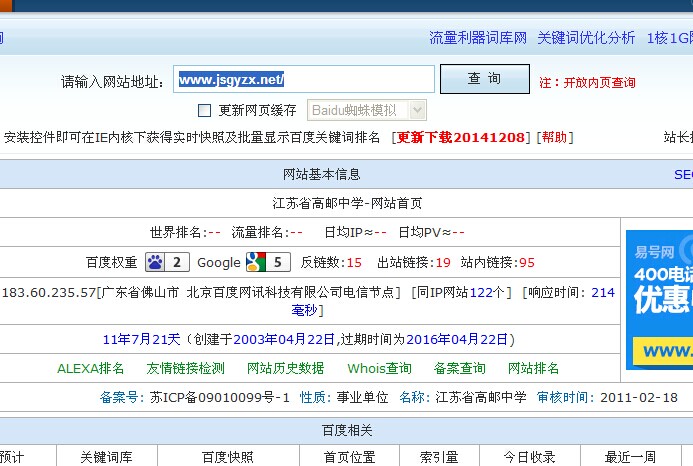 流量利器词库网 关键词优化分析 1核1G
请输入网站地址： www.jsgyzx.net/ 查 询 注：开放内页查询
更新网页缓存 Baidu蜘蛛模拟
安装控件即可在IE内核下获得实时快照及批量显示百度关键词排名 [更新下载20141208] [帮助] 站长
网站基本信息 SE
江苏省高邮中学-网站首页
世界排名:-- 流量排名:-- 日均IP≈-- 日均PV≈--
百度权重 2 Google 5 反链数:15 出站链接:19 站内链接:95
183.60.235.57[广东省佛山市 北京百度网讯科技有限公司电信节点] [同IP网站122个] [响应时间: 214
毫秒]
11年7月21天 (创建于2003年04月22日,过期时间为2016年04月22日)
ALEXA排名 友情链接检测 网站历史数据 Whois查询 备案查询 网站排名
备案号: 苏ICP备09010099号-1 性质: 事业单位 名称: 江苏省高邮中学 审核时间: 2011-02-18
易号网
400电话
优惠
www.
百度相关
预计 关键词库 百度快照 首页位置 索引量 今日收录 最近一周